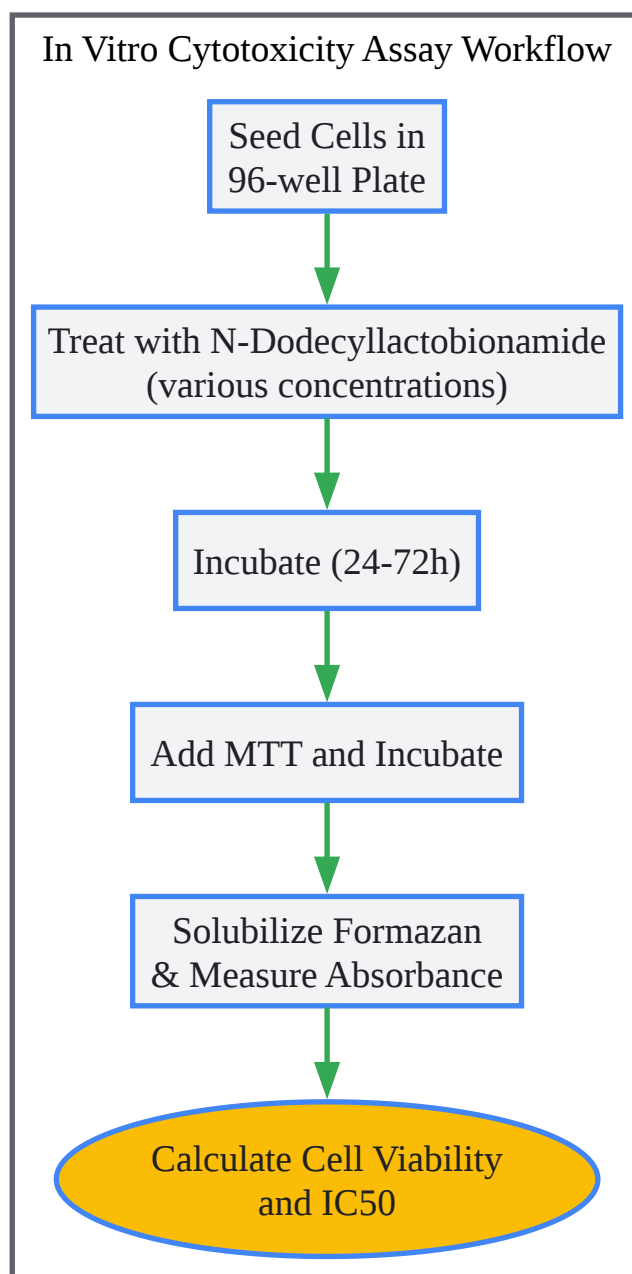 In Vitro Cytotoxicity Assay Workflow
Seed Cells in
96-well Plate
Treat with N-Dodecyllactobionamide
(various concentrations)
Incubate (24-72h)
Add MTT and Incubate
Solubilize Formazan
& Measure Absorbance
Calculate Cell Viability
and IC50